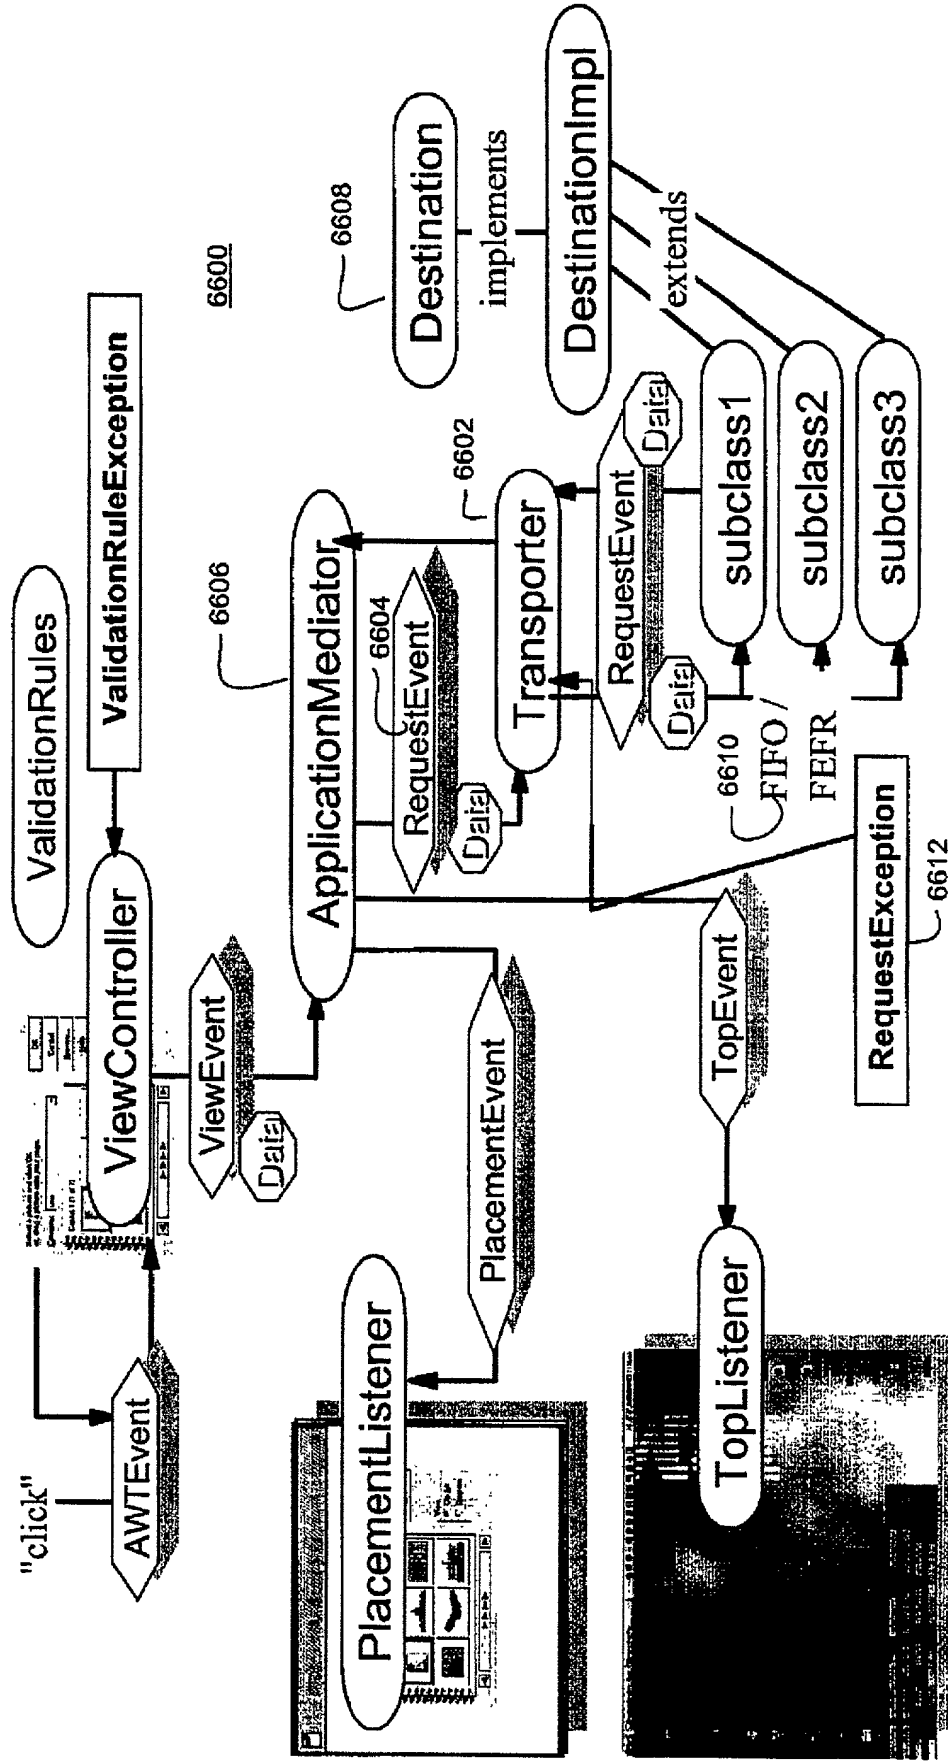 "click"
AWTEvent
ViewController
ValidationRules
ValidationRuleException
ViewEvent
Data
6600
6606
ApplicationMediator
6604
RequestEvent
Data
6602
Transporter
6608
Destination
implements
DestinationImpl
extends
RequestEvent
Data
Data
subclass1
subclass2
subclass3
6610
FIFO /
FEFR
RequestException
6612
PlacementEvent
PlacementListener
TopEvent
TopListener